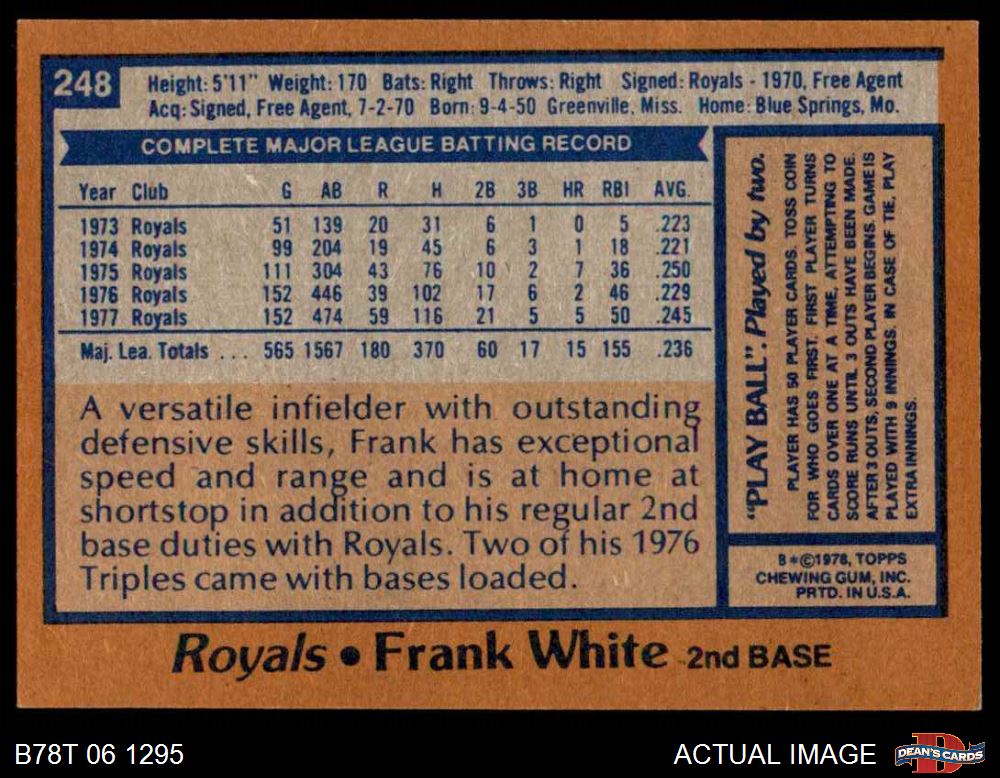 248
Height: 5'11" Weight: 170 Bats: Right Throws: Right Signed: Royals - 1970, Free Agent
Acq: Signed, Free Agent, 7-2-70 Born: 9-4-50 Greenville, Miss. Home: Blue Springs, Mo.
COMPLETE MAJOR LEAGUE BATTING RECORD
Year Club G AB R H 2B 3B HR RBI AVG.
1973 Royals 51 139 20 31 6 1 0 5 .223
1974 Royals 99 204 19 45 6 3 1 18 .221
1975 Royals 111 304 43 76 10 2 7 36 .250
1976 Royals 152 446 39 102 17 6 2 46 .229
1977 Royals 152 474 59 116 21 5 5 50 .245
Maj. Lea. Totals ... 565 1567 180 370 60 17 15 155 .236
A versatile infielder with outstanding
defensive skills, Frank has exceptional
speed and range and is at home at
shortstop in addition to his regular 2nd
base duties with Royals. Two of his 1976
Triples came with bases loaded.
"PLAY BALL". Played by two.
PLAYER HAS 50 PLAYER CARDS. TOSS COIN
FOR WHO GOES FIRST. FIRST PLAYER TURNS
CARDS OVER ONE AT A TIME, ATTEMPTING TO
SCORE RUNS UNTIL 3 OUTS HAVE BEEN MADE.
AFTER 3 OUTS, SECOND PLAYER BEGINS. GAME IS
PLAYED WITH 9 INNINGS. IN CASE OF TIE, PLAY
EXTRA INNINGS.
B*©1978, TOPPS
CHEWING GUM, INC.
PRTD. IN U.S.A.
Royals • Frank White 2nd BASE
B78T 06 1295
ACTUAL IMAGE
DEAN'S CARDS